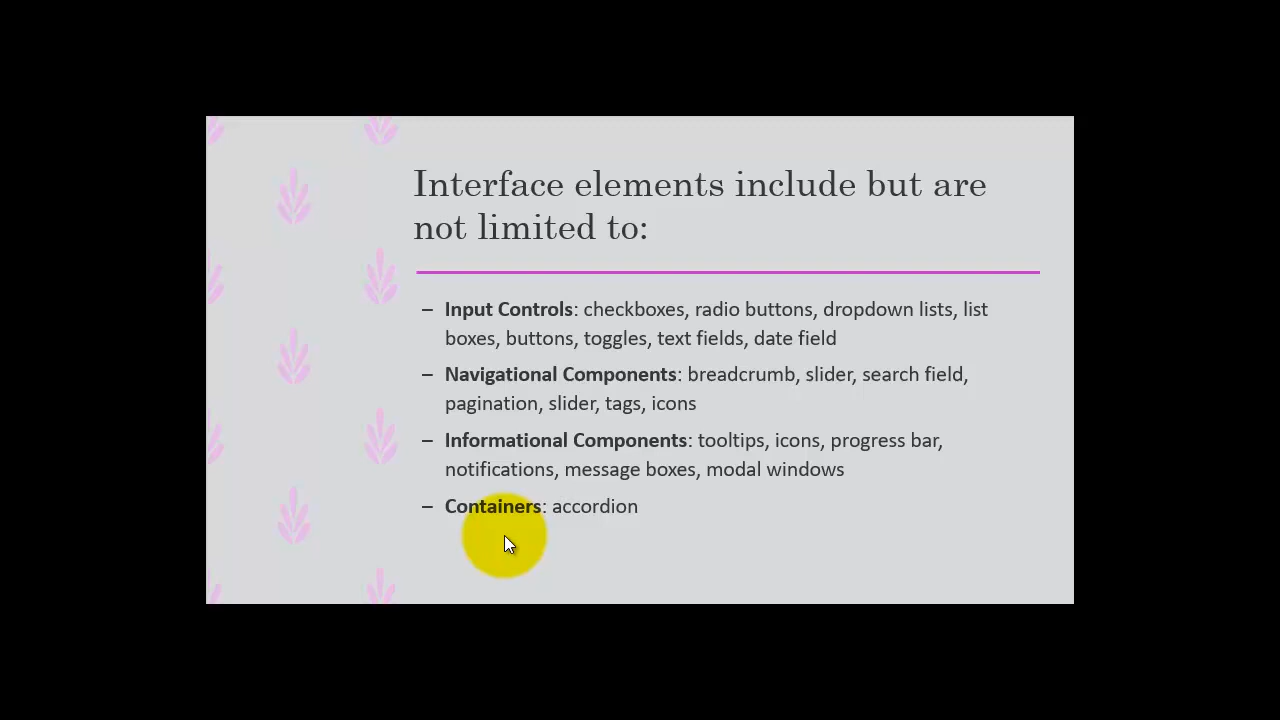 Interface elements include but are
not limited to:
– Input Controls: checkboxes, radio buttons, dropdown lists, list
boxes, buttons, toggles, text fields, date field
– Navigational Components: breadcrumb, slider, search field,
pagination, slider, tags, icons
– Informational Components: tooltips, icons, progress bar,
notifications, message boxes, modal windows
– Containers: accordion